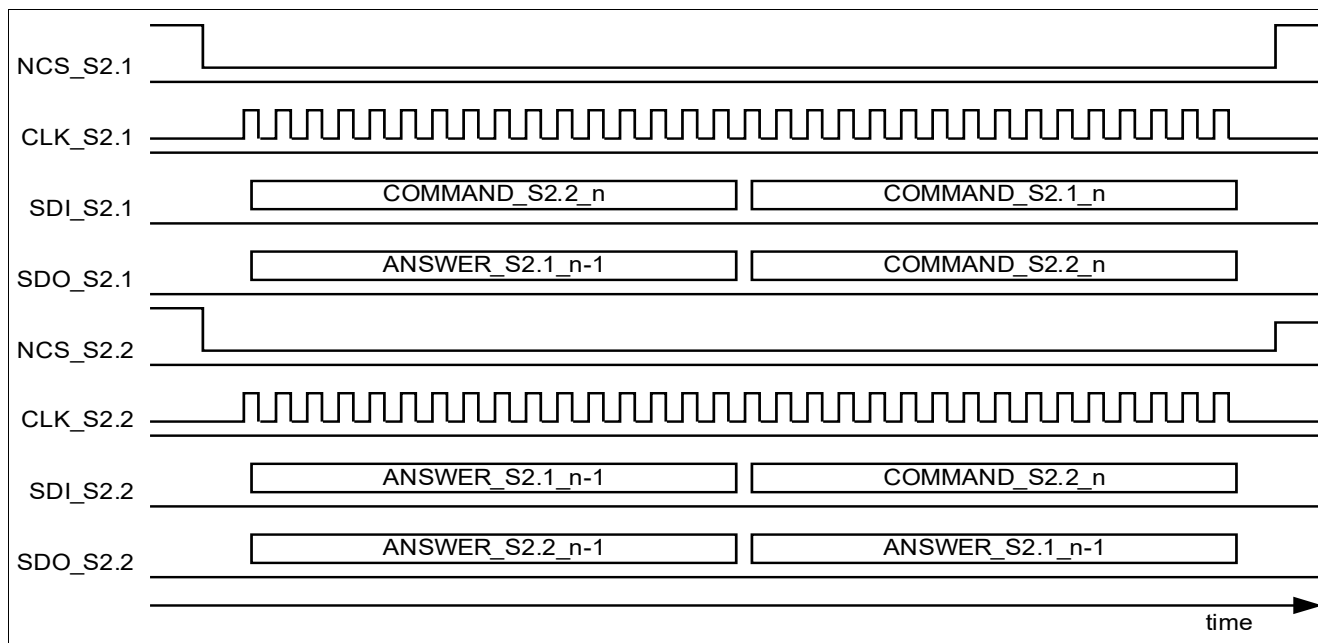 NCS_S2.1
CLK_S2.1
COMMAND_S2.2_n COMMAND_S2.1_n
SDI_S2.1
ANSWER_S2.1_n-1 COMMAND_S2.2_n
SDO_S2.1
NCS_S2.2
CLK_S2.2
ANSWER_S2.1_n-1 COMMAND_S2.2_n
SDI_S2.2
ANSWER_S2.2_n-1 ANSWER_S2.1_n-1
SDO_S2.2
time